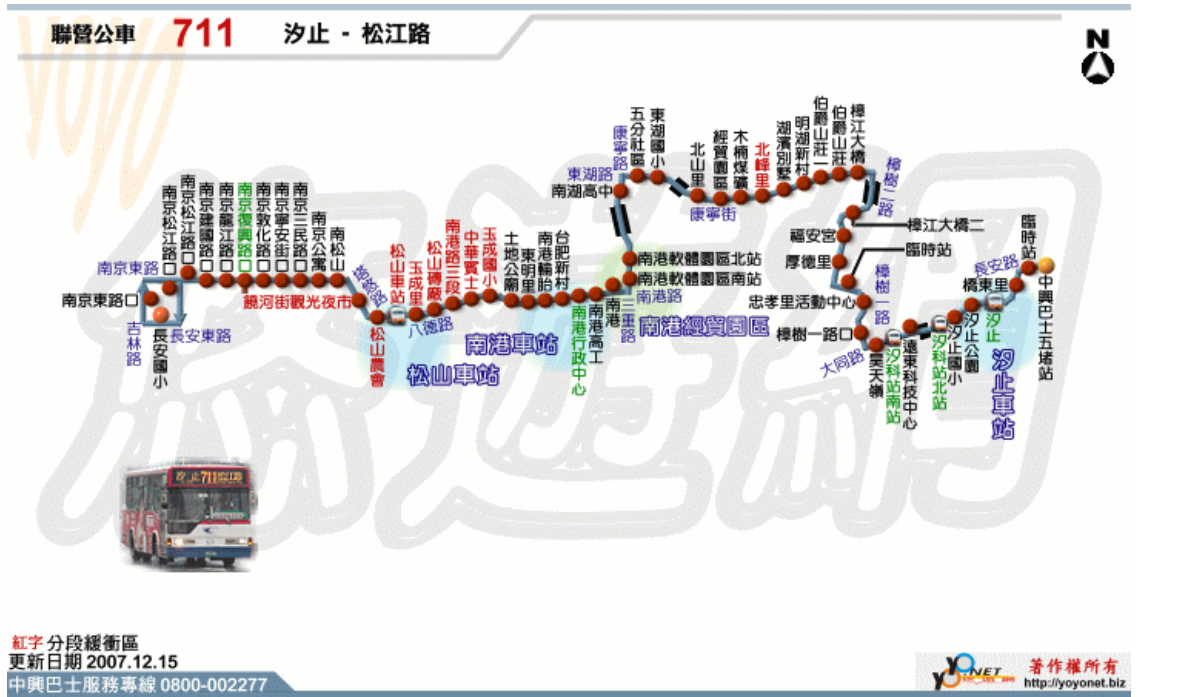 聯營公車 711 汐止 - 松江路
N
南京東路
南京東路口
吉林路
長安東路
長安國小
南京松江路口
南京松江路口
南京建國路口
南京龍江路口
南京復興路口
南京敦化路口
南京寧安街口
南京三民路口
南京公寓
南松山
饒河街觀光夜市
塔悠路
松山農會
松山車站
玉成里
八德路
松山車站
松山磚廠
南港路三段
中華賓士
玉成國小
土地公廟
東明里
南港輪胎
台肥新村
南港車站
南港行政中心
南港高工
南港
三重路
南港路
南港經貿園區
南港軟體園區南站
南港軟體園區北站
南湖高中
東湖路
康寧路
五分社區
東湖國小
北山里
康寧街
經貿園區
木楠煤礦
北峰里
湖濱別墅
明湖新村
伯爵山莊一
伯爵山莊
樟江大橋
樟樹二路
樟江大橋二
福安宮
臨時站
厚德里
樟樹一路
忠孝里活動中心
樟樹一路口
大同路
昊天嶺
汐科站南站
遠東科技中心
汐科站北站
汐止國小
汐止公園
汐止
汐止車站
橋東里
長安路
臨時站
中興巴士五堵站
711
紅字 分段緩衝區
更新日期 2007.12.15
中興巴士服務專線 0800-002277
YOYO.NET
著作權所有
http://yoyonet.biz